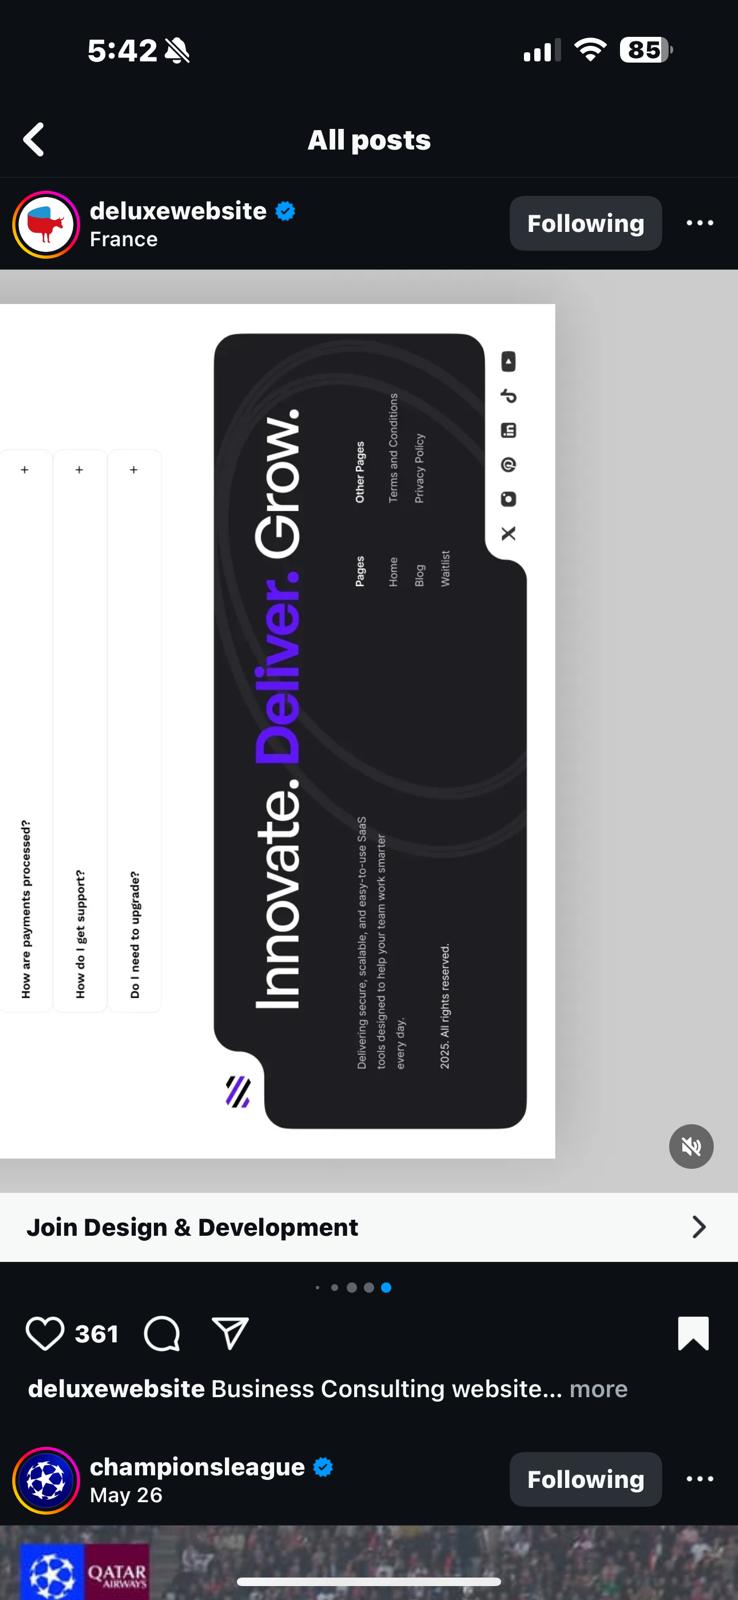 5:42
85
All posts
deluxewebsite
France
Following
How are payments processed?
+
How do I get support?
+
Do I need to upgrade?
+
Innovate. Deliver. Grow.
Delivering secure, scalable, and easy-to-use SaaS
tools designed to help your team work smarter
every day.
2025. All rights reserved.
Pages
Home
Blog
Waitlist
Other Pages
Terms and Conditions
Privacy Policy
Join Design & Development
361
deluxewebsite Business Consulting website... more
championsleague
May 26
Following
QATAR
AIRWAYS